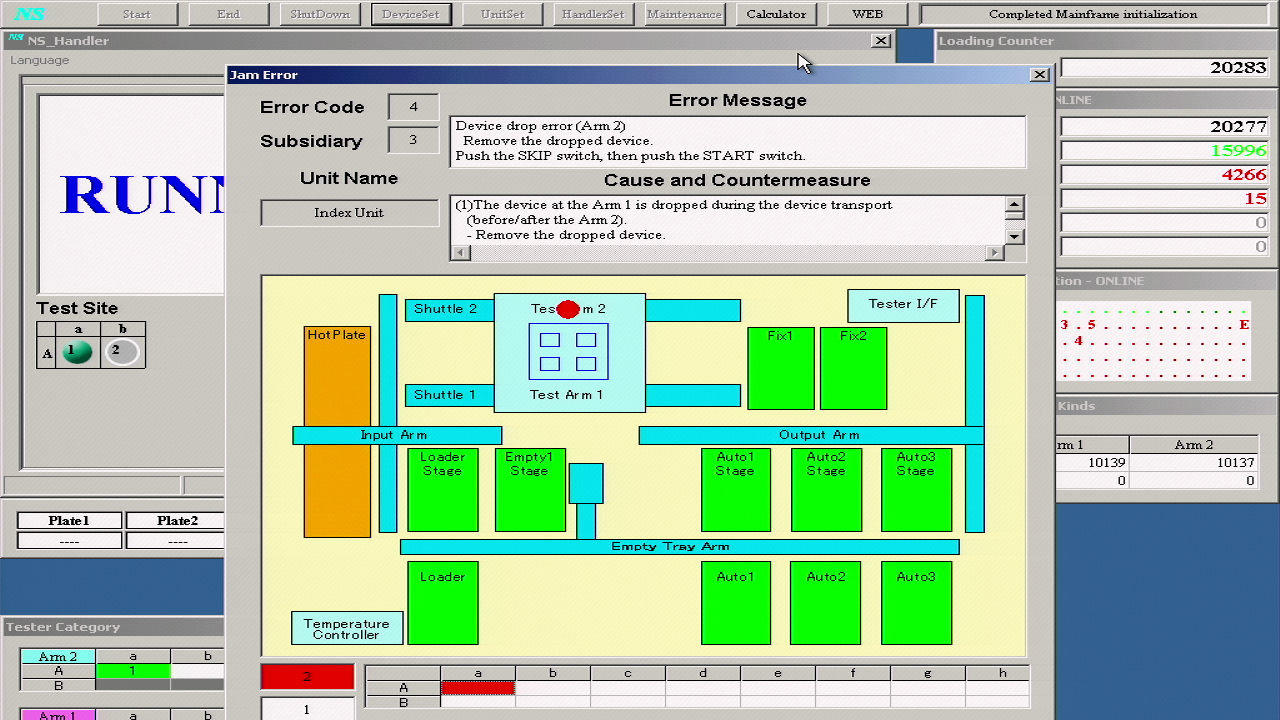 NS Start End ShutDown DeviceSet UnitSet HandlerSet Maintenance Calculator WEB Completed Mainframe initialization
NS NS_Handler
Language
Loading Counter
20283
NLINE
20277
15996
4266
15
0
0
tion - ONLINE
3 . 5 . . . . . . . E
. 4 . . . . . . . .
Kinds
rm 1 Arm 2
10139 10137
0 0
RUNN
Test Site
a b
A 1 2
Plate1 Plate2
---- ----
Tester Category
Arm 2 a b
A 1
B
Arm 1 a b
Jam Error
Error Code 4
Subsidiary 3
Unit Name
Index Unit
Error Message
Device drop error (Arm 2)
Remove the dropped device.
Push the SKIP switch, then push the START switch.
Cause and Countermeasure
(1)The device at the Arm 1 is dropped during the device transport
(before/after the Arm 2).
- Remove the dropped device.
Shuttle 2 Tes m 2 Tester I/F
HotPlate Fix1 Fix2
Shuttle 1 Test Arm 1
Input Arm Output Arm
Loader Empty1 Auto1 Auto2 Auto3
Stage Stage Stage Stage Stage
Empty Tray Arm
Loader Auto1 Auto2 Auto3
Temperature
Controller
2 a b c d e f g h
A
1 B